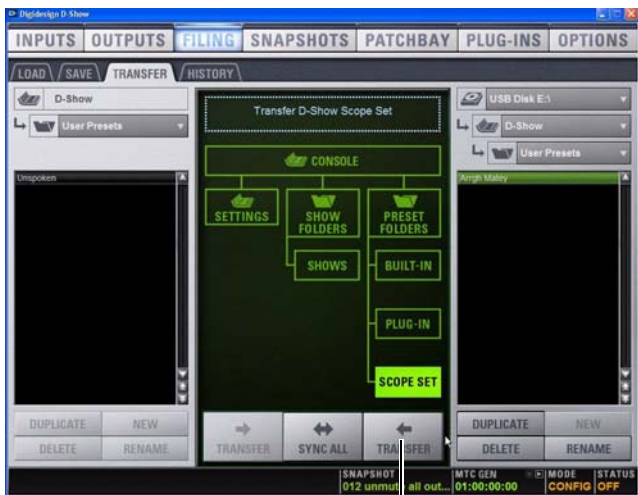 Digidesign D-Show
INPUTS OUTPUTS FILING SNAPSHOTS PATCHBAY PLUG-INS OPTIONS
LOAD SAVE TRANSFER HISTORY
D-Show
User Presets
Unspoken
Transfer D-Show Scope Set
CONSOLE
SETTINGS
SHOW FOLDERS
PRESET FOLDERS
SHOWS
BUILT-IN
PLUG-IN
SCOPE SET
USB Disk E:\
D-Show
User Presets
Arrgh Matey
DUPLICATE NEW
DELETE RENAME
TRANSFER SYNC ALL TRANSFER
DUPLICATE NEW
DELETE RENAME
SNAPSHOT
012 unmute all out...
MTC GEN
01:00:00:00
MODE
CONFIG
STATUS
OFF